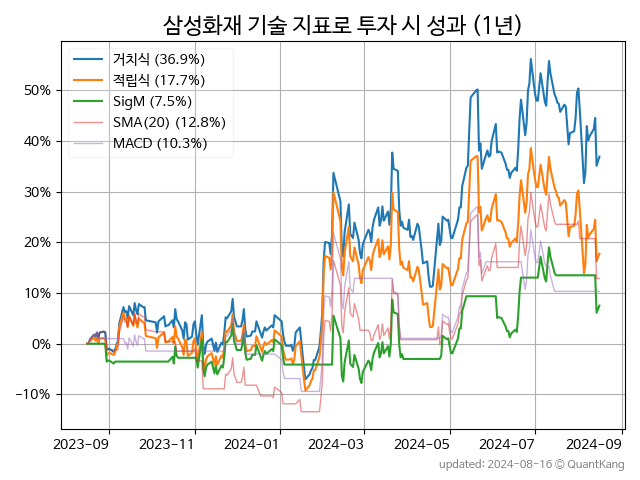 삼성화재 기술 지표로 투자 시 성과 (1년)
거치식 (36.9%)
적립식 (17.7%)
SigM (7.5%)
SMA(20) (12.8%)
MACD (10.3%)
50%
40%
30%
20%
10%
0%
−10%
2023-09
2023-11
2024-01
2024-03
2024-05
2024-07
2024-09
updated: 2024-08-16 © QuantKang